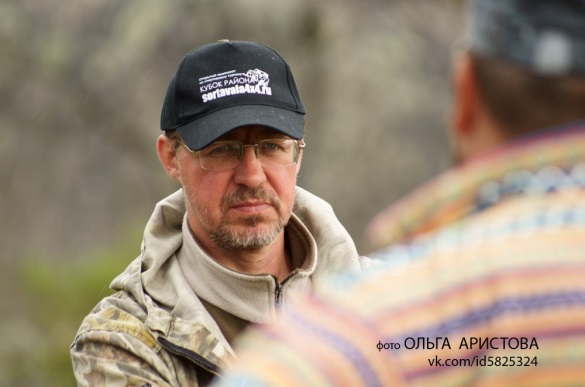 КУБОК РАЙОНА
sortavala4x4.ru
фото ОЛЬГА АРИСТОВА
vk.com/id5825324